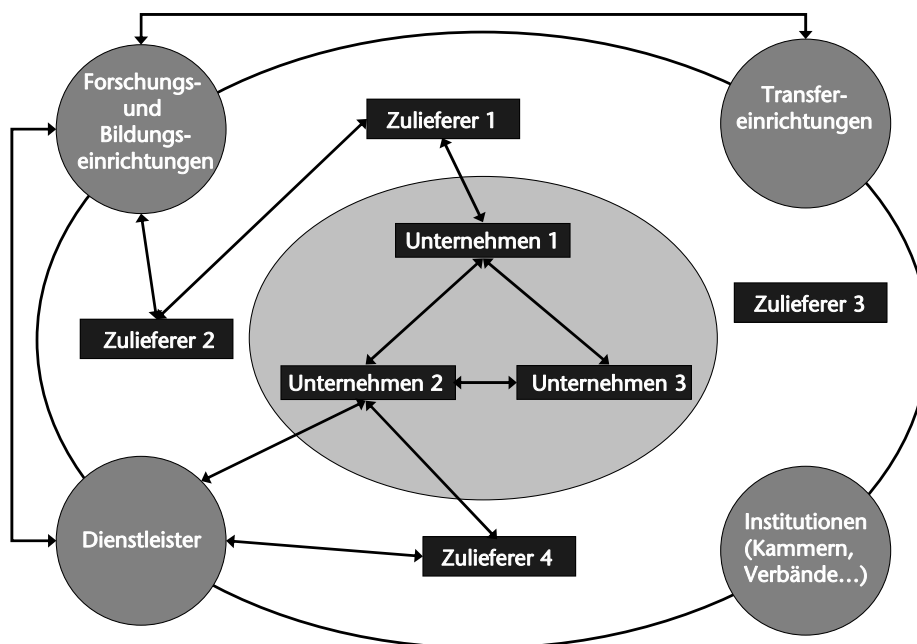 Forschungs-
und
Bildungs-
einrichtungen
Transfer-
einrichtungen
Zulieferer 1
Unternehmen 1
Zulieferer 3
Zulieferer 2
Unternehmen 2
Unternehmen 3
Dienstleister
Zulieferer 4
Institutionen
(Kammern,
Verbände...)